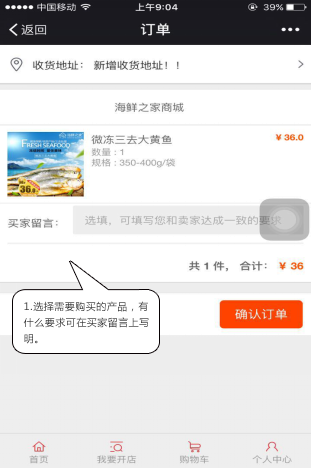 中国移动 上午9:04 39%
返回 订单
收货地址： 新增收货地址！！
海鲜之家商城
FRESH SEAFOOD
36
微冻三去大黄鱼 ¥ 36.0
数量：1
规格：350-400g/袋
买家留言： 选填，可填写您和卖家达成一致的要求
共 1 件， 合计： ¥ 36
1.选择需要购买的产品，有
什么要求可在买家留言上写
明。
确认订单
首页 我要开店 购物车 个人中心